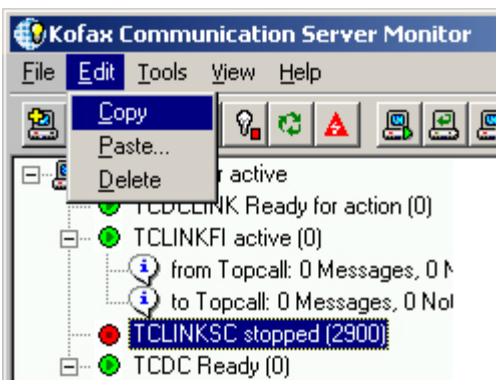 Kofax Communication Server Monitor
File Edit Tools View Help
Copy
Paste...
Delete
r active
TCDCLINK Ready for action (0)
TCLINKFI active (0)
from Topcall: 0 Messages, 0 N
to Topcall: 0 Messages, 0 Not
TCLINKSC stopped (2900)
TCDC Ready (0)